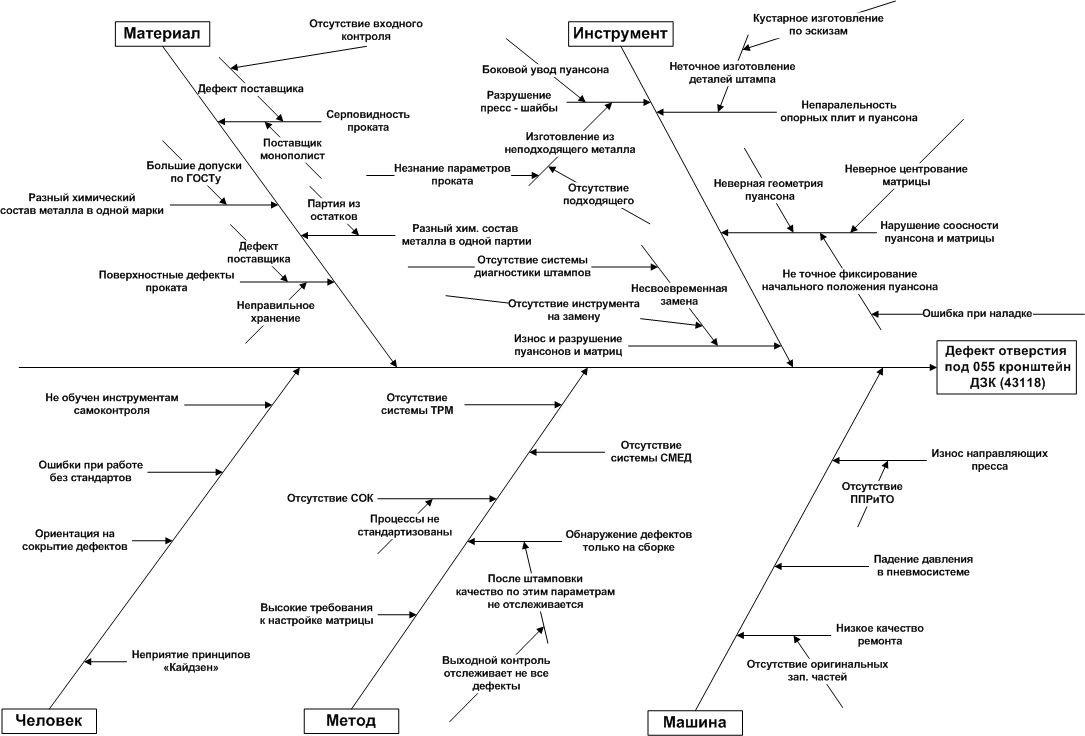 Материал
Отсутствие входного
контроля
Дефект поставщика
Серповидность
проката
Поставщик
монополист
Большие допуски
по ГОСТу
Разный химический
состав металла в одной марки
Партия из
остатков
Разный хим. состав
металла в одной партии
Дефект
поставщика
Поверхностные дефекты
проката
Неправильное
хранение
Инструмент
Кустарное изготовление
по эскизам
Боковой увод пуансона
Неточное изготовление
деталей штампа
Разрушение
пресс - шайбы
Непаралельность
опорных плит и пуансона
Изготовление из
неподходящего металла
Незнание параметров
проката
Отсутствие
подходящего
Неверная геометрия
пуансона
Неверное центрование
матрицы
Нарушение соосности
пуансона и матрицы
Отсутствие системы
диагностики штампов
Не точное фиксирование
начального положения пуансона
Несвоевременная
замена
Отсутствие инструмента
на замену
Ошибка при наладке
Износ и разрушение
пуансонов и матриц
Дефект отверстия
под 055 кронштейн
ДЗК (43118)
Не обучен инструментам
самоконтроля
Ошибки при работе
без стандартов
Ориентация на
сокрытие дефектов
Неприятие принципов
«Кайдзен»
Человек
Отсутствие
системы ТРМ
Отсутствие
системы СМЕД
Отсутствие СОК
Процессы не
стандартизованы
Обнаружение дефектов
только на сборке
После штамповки
качество по этим параметрам
не отслеживается
Высокие требования
к настройке матрицы
Выходной контроль
отслеживает не все
дефекты
Метод
Износ направляющих
пресса
Отсутствие
ППРиТО
Падение давления
в пневмосистеме
Низкое качество
ремонта
Отсутствие оригинальных
зап. частей
Машина